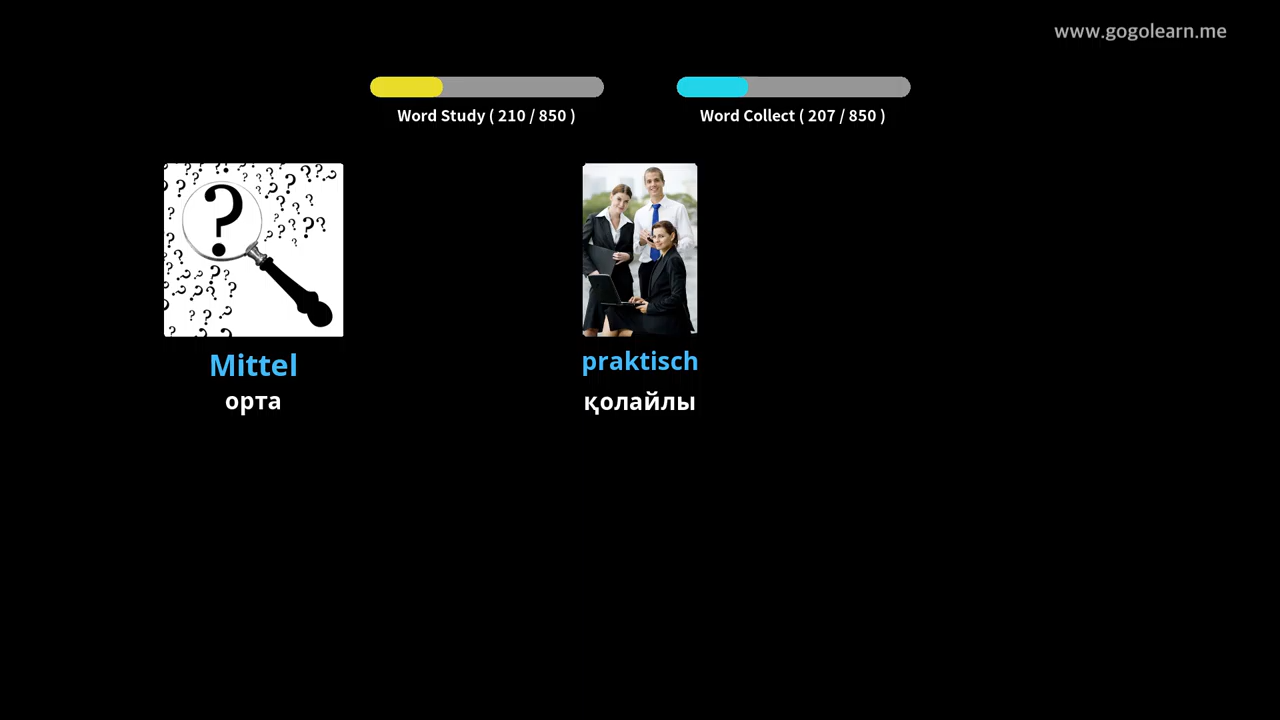 www.gogolearn.me
Word Study ( 210 / 850 )
Word Collect ( 207 / 850 )
Mittel
орта
praktisch
қолайлы